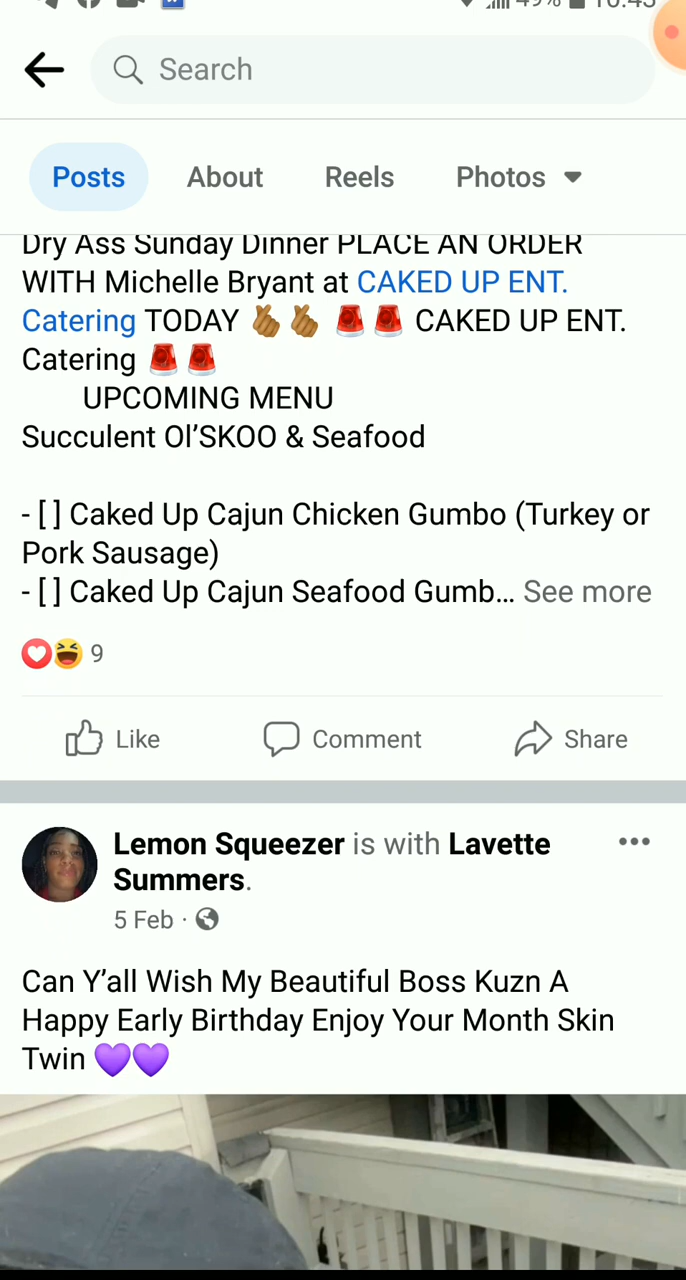 49% 10:43
Search
Posts About Reels Photos
Dry Ass Sunday Dinner PLACE AN ORDER
WITH Michelle Bryant at CAKED UP ENT.
Catering TODAY 🫰🏾🫰🏾 🚨🚨 CAKED UP ENT.
Catering 🚨🚨
UPCOMING MENU
Succulent Ol’SKOO & Seafood
- [ ] Caked Up Cajun Chicken Gumbo (Turkey or
Pork Sausage)
- [ ] Caked Up Cajun Seafood Gumb... See more
9
Like Comment Share
Lemon Squeezer is with Lavette
Summers.
5 Feb ·
Can Y’all Wish My Beautiful Boss Kuzn A
Happy Early Birthday Enjoy Your Month Skin
Twin 💜💜